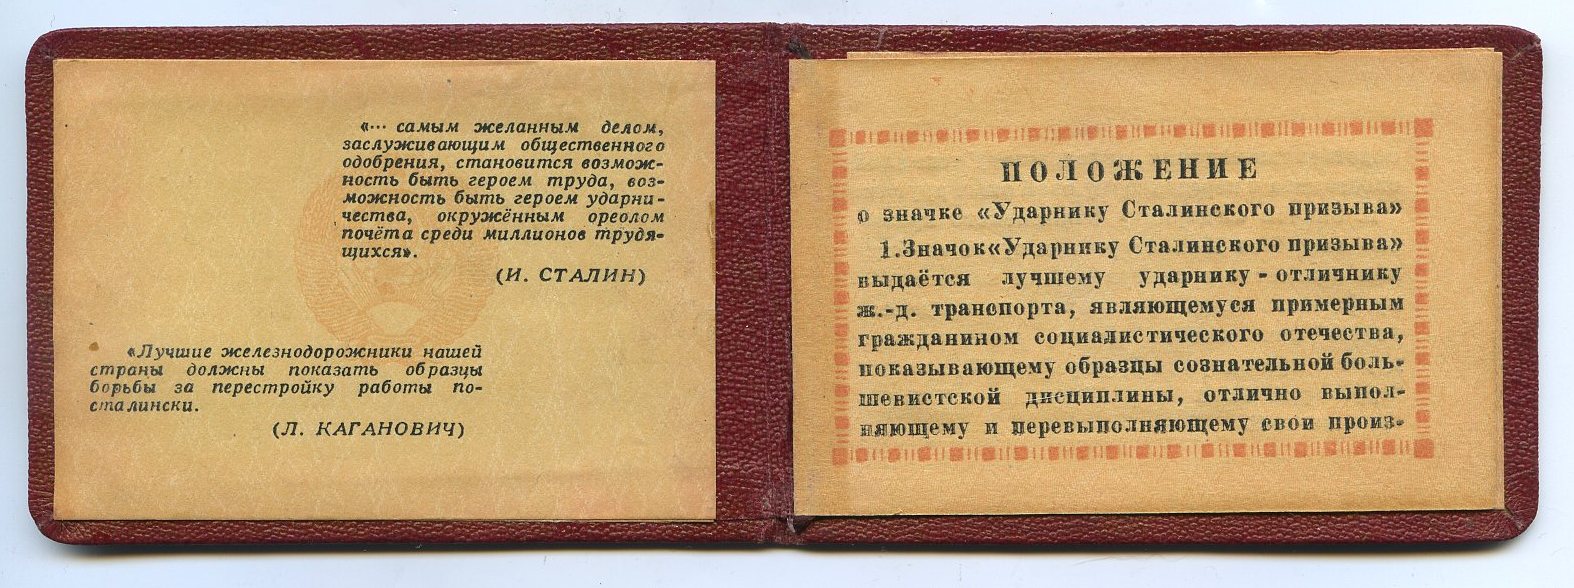 «··· самым желанным делом,
заслуживающим общественного
одобрения, становится возмож-
ность быть героем труда, воз-
можность быть героем ударни-
чества, окружённым ореолом
почёта среди миллионов трудя-
щихся».
(И. СТАЛИН)
«Лучшие железнодорожники нашей
страны должны показать образцы
борьбы за перестройку работы по-
сталински.
(Л. КАГАНОВИЧ)
ПОЛОЖЕНИЕ
о значке «Ударнику Сталинского призыва»
1. Значок «Ударнику Сталинского призыва»
выдаётся лучшему ударнику-отличнику
ж.-д. транспорта, являющемуся примерным
гражданином социалистического отечества,
показывающему образцы сознательной боль-
шевистской дисциплины, отлично выпол-
няющему и перевыполняющему свои произ-